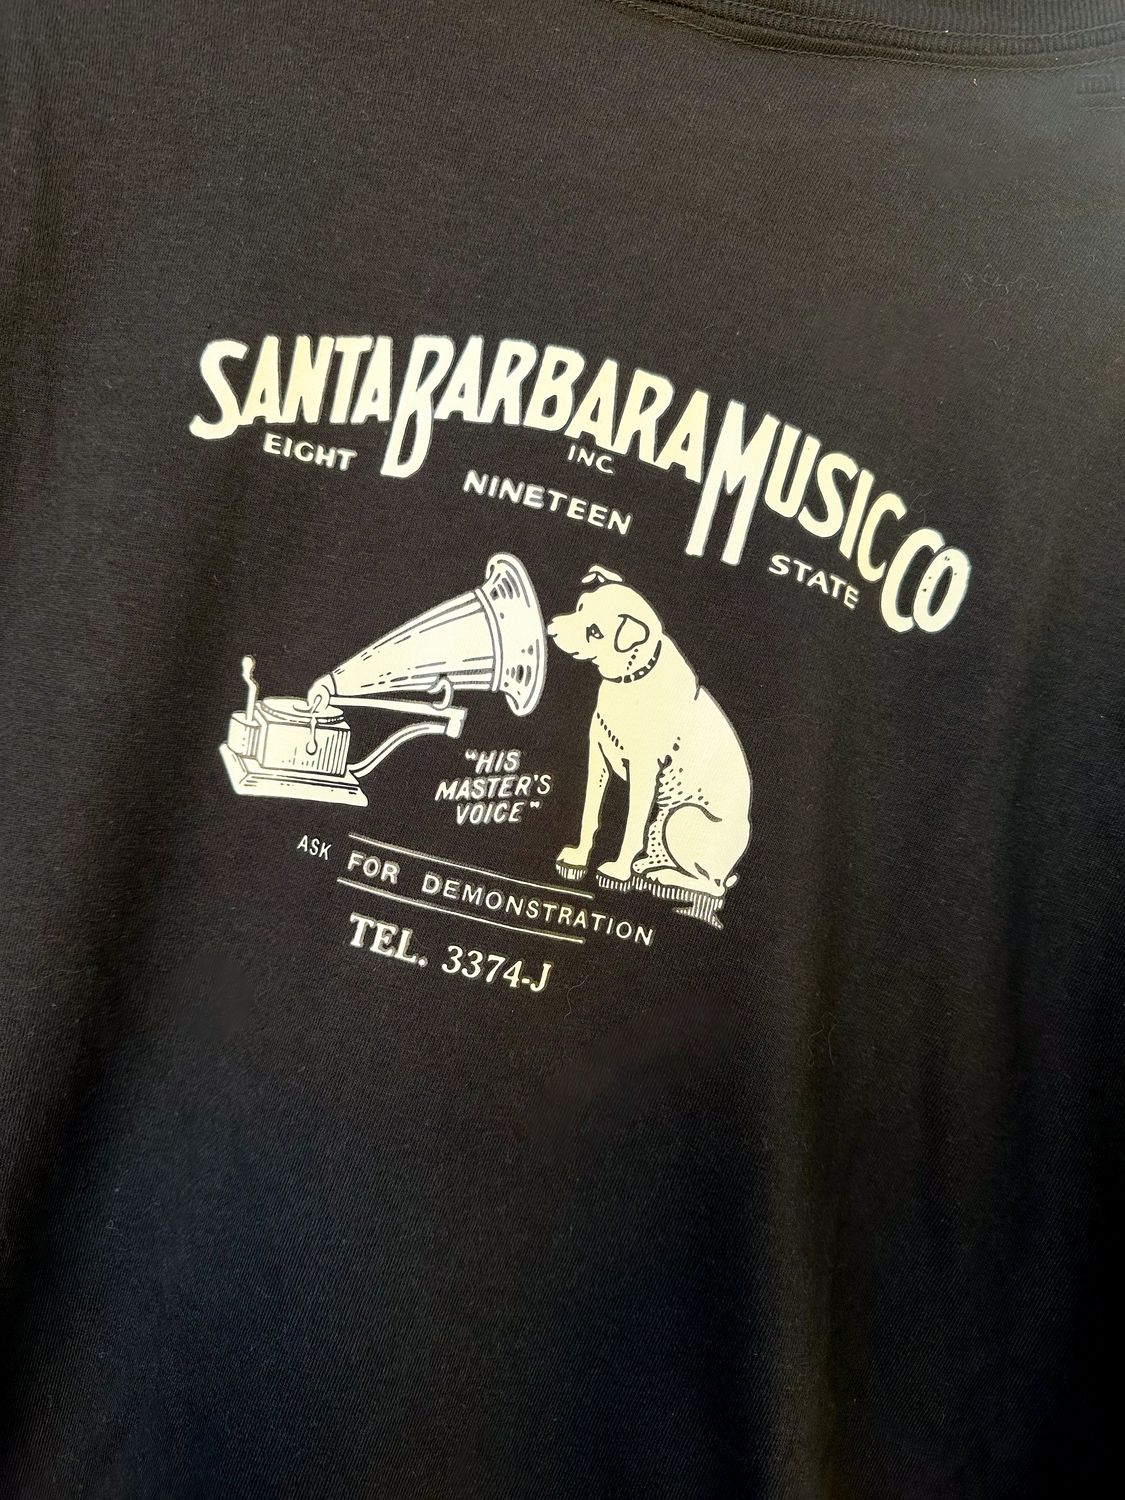 SANTA BARBARA MUSIC CO
INC
EIGHT NINETEEN STATE
"HIS
MASTER'S
VOICE"
ASK FOR DEMONSTRATION
TEL. 3374-J